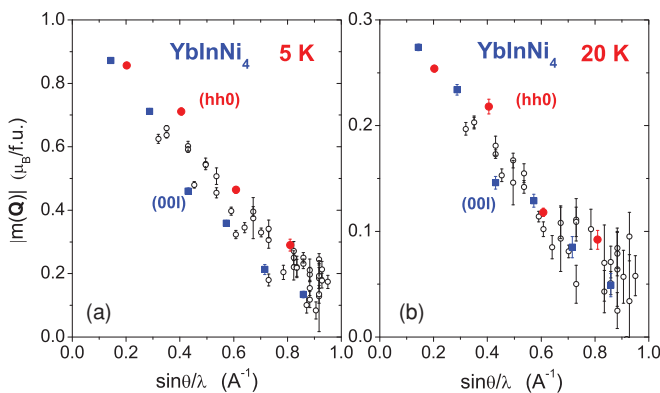 YbInNi4 5 K
(hh0)
(00l)
(a)
|m(Q)| (μB/f.u.)
1.0
0.8
0.6
0.4
0.2
0.0
0.0 0.2 0.4 0.6 0.8 1.0
sinθ/λ (A-1)
YbInNi4 20 K
(hh0)
(00l)
(b)
0.3
0.2
0.1
0.0
0.0 0.2 0.4 0.6 0.8 1.0
sinθ/λ (A-1)